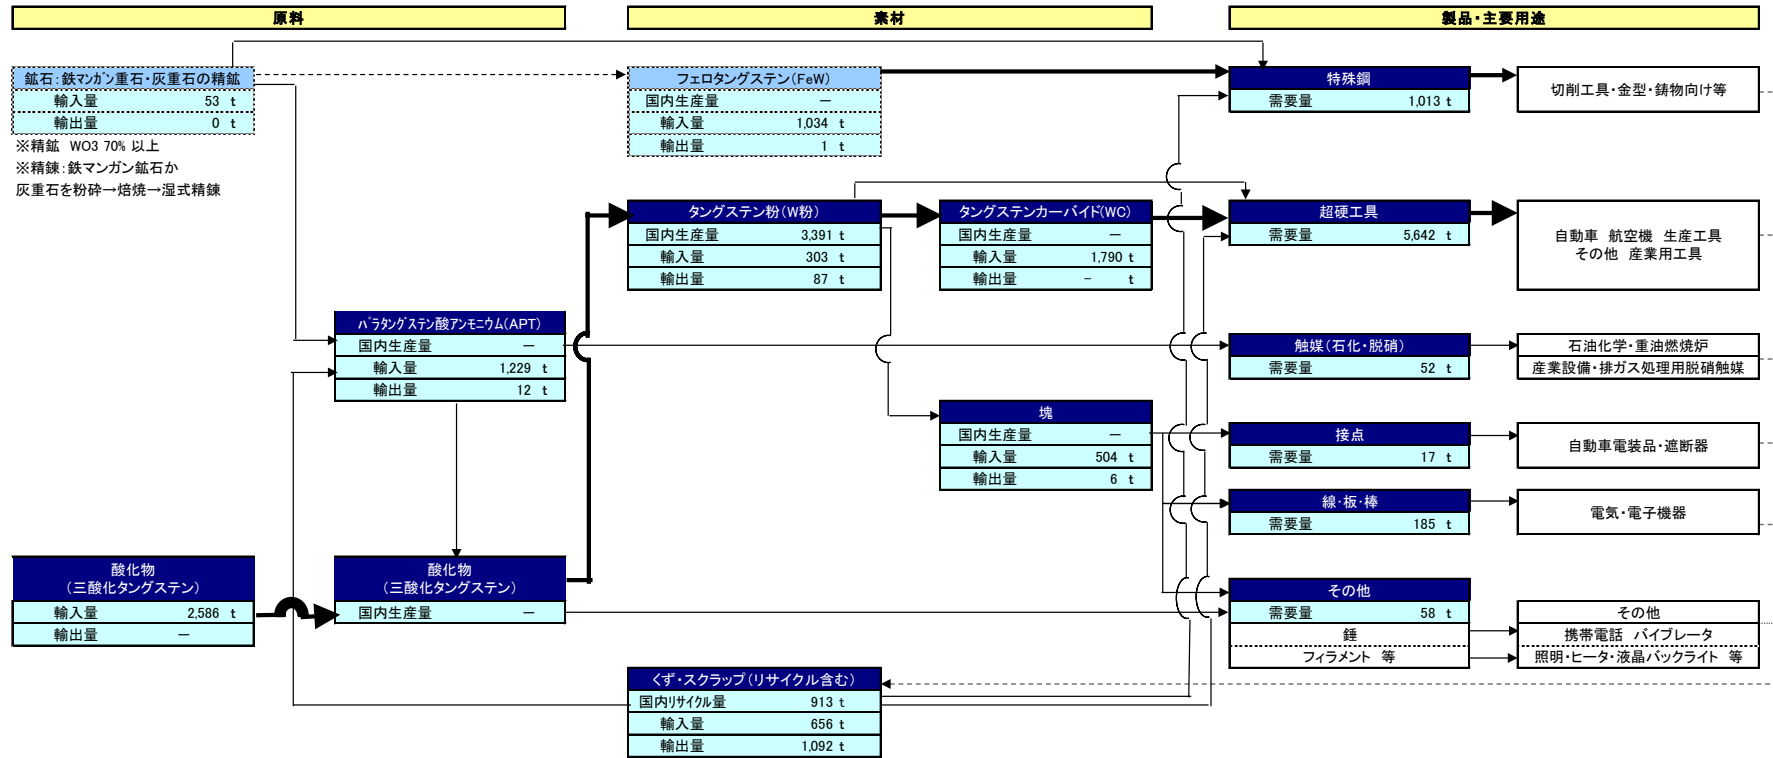 原料
素材
製品・主要用途
鉱石：鉄マンガン重石・灰重石の精鉱
輸入量 53 t
輸出量 0 t
※精鉱 WO3 70% 以上
※精錬：鉄マンガン鉱石か
灰重石を粉砕→焙焼→湿式精錬
フェロタングステン（FeW）
国内生産量 －
輸入量 1,034 t
輸出量 1 t
特殊鋼
需要量 1,013 t
切削工具・金型・鋳物向け等
タングステン粉（W粉）
国内生産量 3,391 t
輸入量 303 t
輸出量 87 t
タングステンカーバイド（WC）
国内生産量 －
輸入量 1,790 t
輸出量 － t
超硬工具
需要量 5,642 t
自動車 航空機 生産工具
その他 産業用工具
パラタングステン酸アンモニウム（APT）
国内生産量 －
輸入量 1,229 t
輸出量 12 t
触媒（石化・脱硝）
需要量 52 t
石油化学・重油燃焼炉
産業設備・排ガス処理用脱硝触媒
塊
国内生産量 －
輸入量 504 t
輸出量 6 t
接点
需要量 17 t
自動車電装品・遮断器
線・板・棒
需要量 185 t
電気・電子機器
酸化物
（三酸化タングステン）
輸入量 2,586 t
輸出量 －
酸化物
（三酸化タングステン）
国内生産量 －
その他
需要量 58 t
錘
フィラメント 等
その他
携帯電話 バイブレータ
照明・ヒータ・液晶バックライト 等
くず・スクラップ（リサイクル含む）
国内リサイクル量 913 t
輸入量 656 t
輸出量 1,092 t